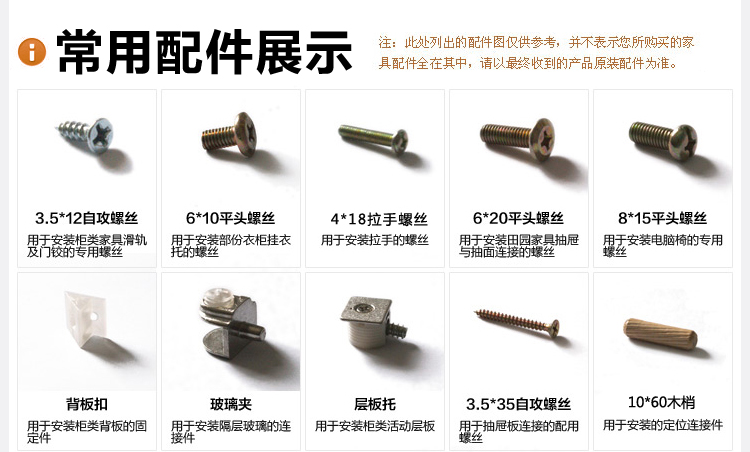 常用配件展示
注：此处列出的配件图仅供参考，并不表示您所购买的家
具配件全在其中，请以最终收到的产品原装配件为准。
3.5*12自攻螺丝
用于安装柜类家具滑轨
及门铰的专用螺丝
6*10平头螺丝
用于安装部份衣柜挂衣
托的螺丝
4*18拉手螺丝
用于安装拉手的螺丝
6*20平头螺丝
用于安装田园家具抽屉
与抽面连接的螺丝
8*15平头螺丝
用于安装电脑椅的专用
螺丝
背板扣
用于安装柜类背板的固
定件
玻璃夹
用于安装隔层玻璃的连
接件
层板托
用于安装柜类活动层板
3.5*35自攻螺丝
用于抽屉板连接的配用
螺丝
10*60木梢
用于安装的定位连接件